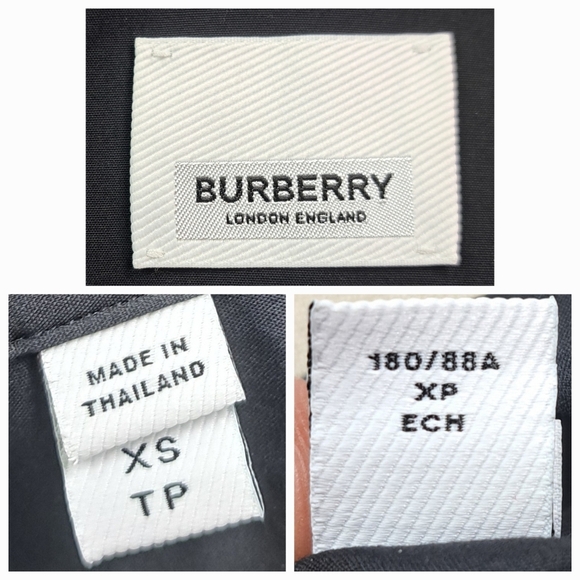 BURBERRY
LONDON ENGLAND
MADE IN
THAILAND
XS
TP
180/88A
XP
ECH